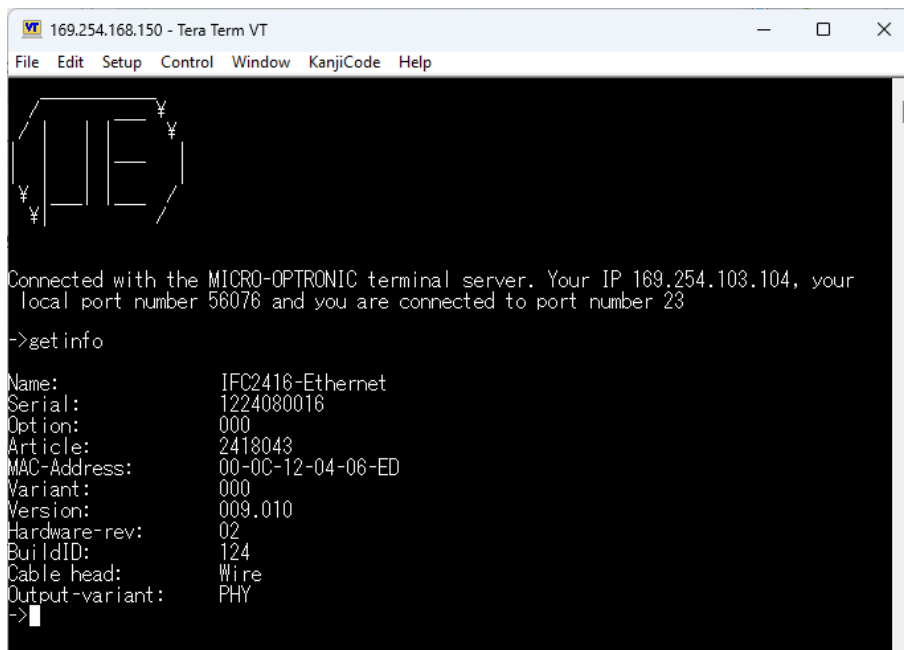 VT 169.254.168.150 - Tera Term VT
File Edit Setup Control Window KanjiCode Help
Connected with the MICRO-OPTRONIC terminal server. Your IP 169.254.103.104, your
local port number 56076 and you are connected to port number 23
->getinfo
Name: IFC2416-Ethernet
Serial: 1224080016
Option: 000
Article: 2418043
MAC-Address: 00-0C-12-04-06-ED
Variant: 000
Version: 009.010
Hardware-rev: 02
BuildID: 124
Cable head: Wire
Output-variant: PHY
->